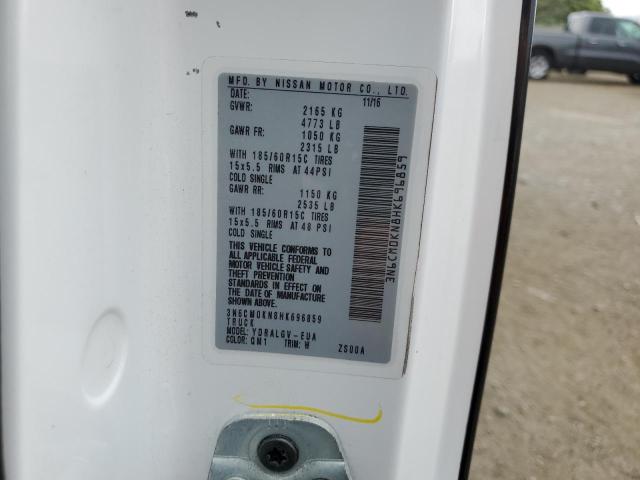 MFD. BY NISSAN MOTOR CO., LTD.
DATE: 11/16
GVWR: 2165 KG
4773 LB
GAWR FR: 1050 KG
2315 LB
WITH 185/60R15C TIRES
15x5.5 RIMS AT 44PSI
COLD SINGLE
GAWR RR: 1150 KG
2535 LB
WITH 185/60R15C TIRES
15x5.5 RIMS AT 48 PSI
COLD SINGLE
THIS VEHICLE CONFORMS TO
ALL APPLICABLE FEDERAL
MOTOR VEHICLE SAFETY AND
THEFT PREVENTION
STANDARDS IN EFFECT ON
THE DATE OF MANUFACTURE
SHOWN ABOVE.
3N6CM0KN8HK696859
TRUCK
MODEL: YDRALGV-EUA
COLOR: QM1 TRIM: W ZS00A
3N6CM0KN8HK696859